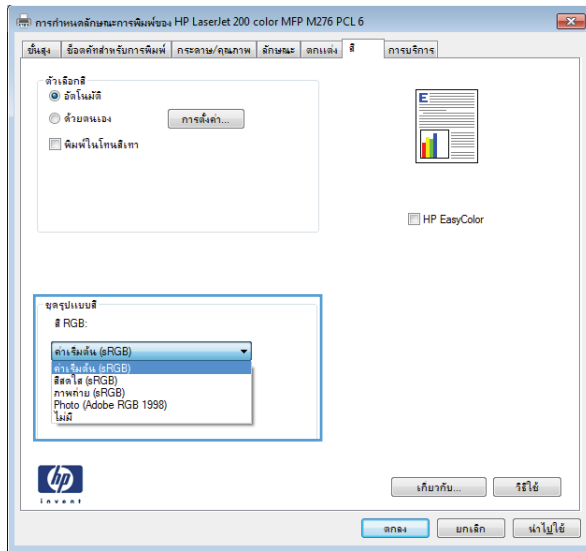 การกำหนดลักษณะการพิมพ์ของ HP LaserJet 200 color MFP M276 PCL 6
ขั้นสูง ช็อตคัทสำหรับการพิมพ์ กระดาษ/คุณภาพ ลักษณะ ตกแต่ง สี การบริการ
ตัวเลือกสี
อัตโนมัติ
ด้วยตนเอง การตั้งค่า...
พิมพ์ในโทนสีเทา
E
HP EasyColor
ชุดรูปแบบสี
สี RGB:
ค่าเริ่มต้น (sRGB)
ค่าเริ่มต้น (sRGB)
สีสดใส (sRGB)
ภาพถ่าย (sRGB)
Photo (Adobe RGB 1998)
ไม่มี
hp
invent
เกี่ยวกับ... วิธีใช้
ตกลง ยกเลิก นำไปใช้